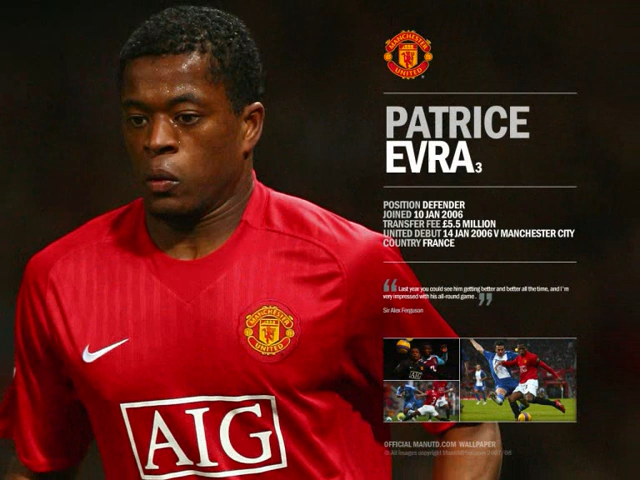 MANCHESTER
UNITED
PATRICE
EVRA3
POSITION DEFENDER
JOINED 10 JAN 2006
TRANSFER FEE £5.5 MILLION
UNITED DEBUT 14 JAN 2006 V MANCHESTER CITY
COUNTRY FRANCE
“ Last year you could see him getting better and better all the time, and I'm
very impressed with his all-round game. ”
Sir Alex Ferguson
MANCHESTER
UNITED
AIG
OFFICIAL MANUTD.COM WALLPAPER